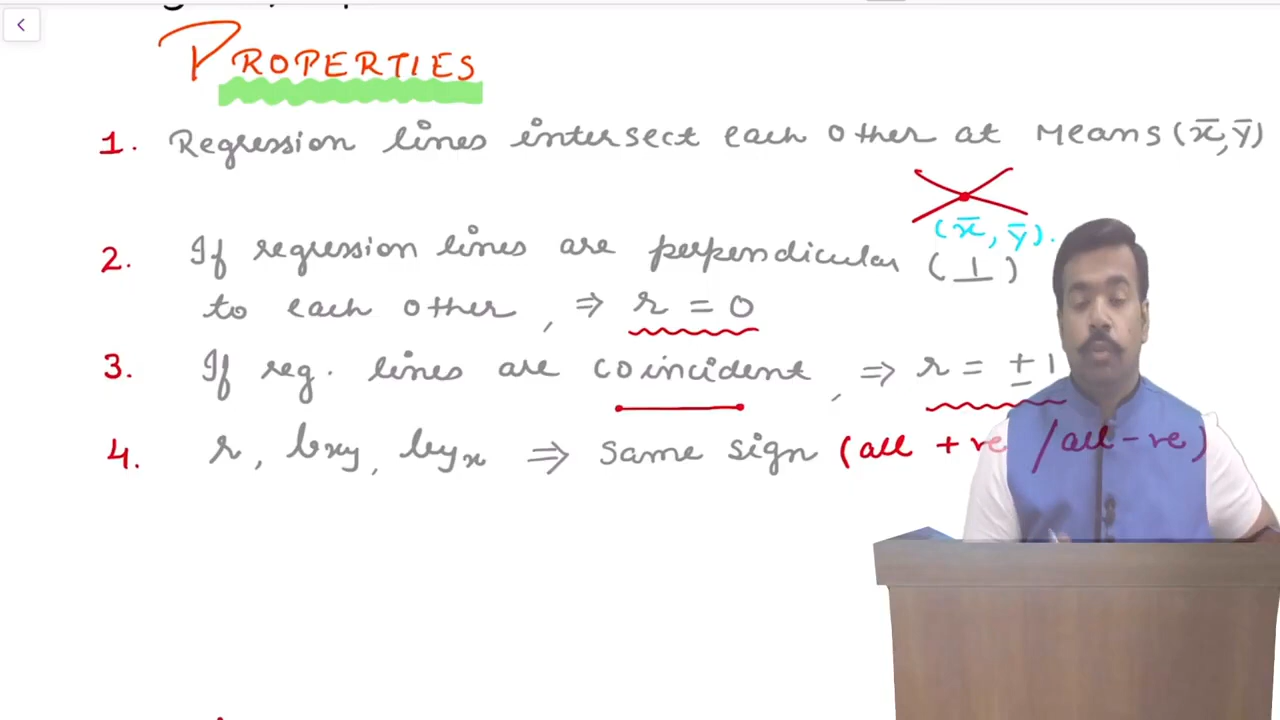 PROPERTIES
1. Regression lines intersect each other at Means (x̄, ȳ)
(x̄, ȳ).
2. If regression lines are perpendicular (⊥)
to each other, ⇒ r = 0
3. If reg. lines are coincident, ⇒ r = ±1
4. r, bxy, byx ⇒ same sign (all +ve / all -ve)